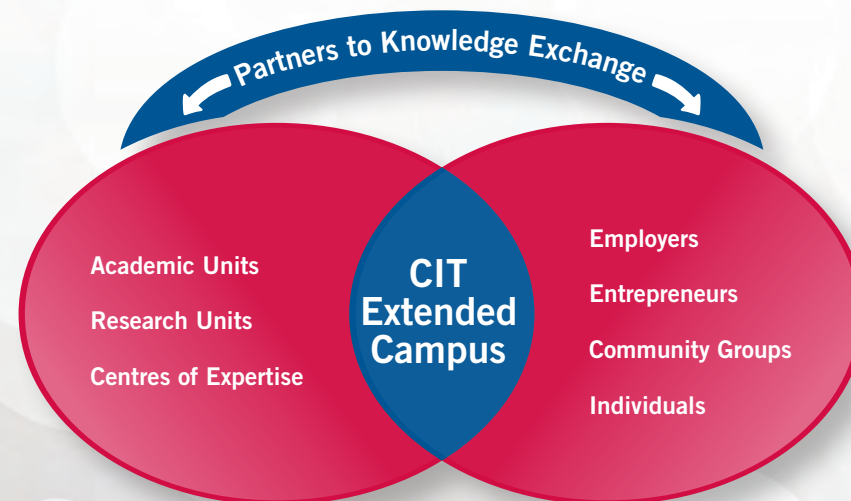 Partners to Knowledge Exchange
Academic Units
Research Units
Centres of Expertise
CIT
Extended
Campus
Employers
Entrepreneurs
Community Groups
Individuals